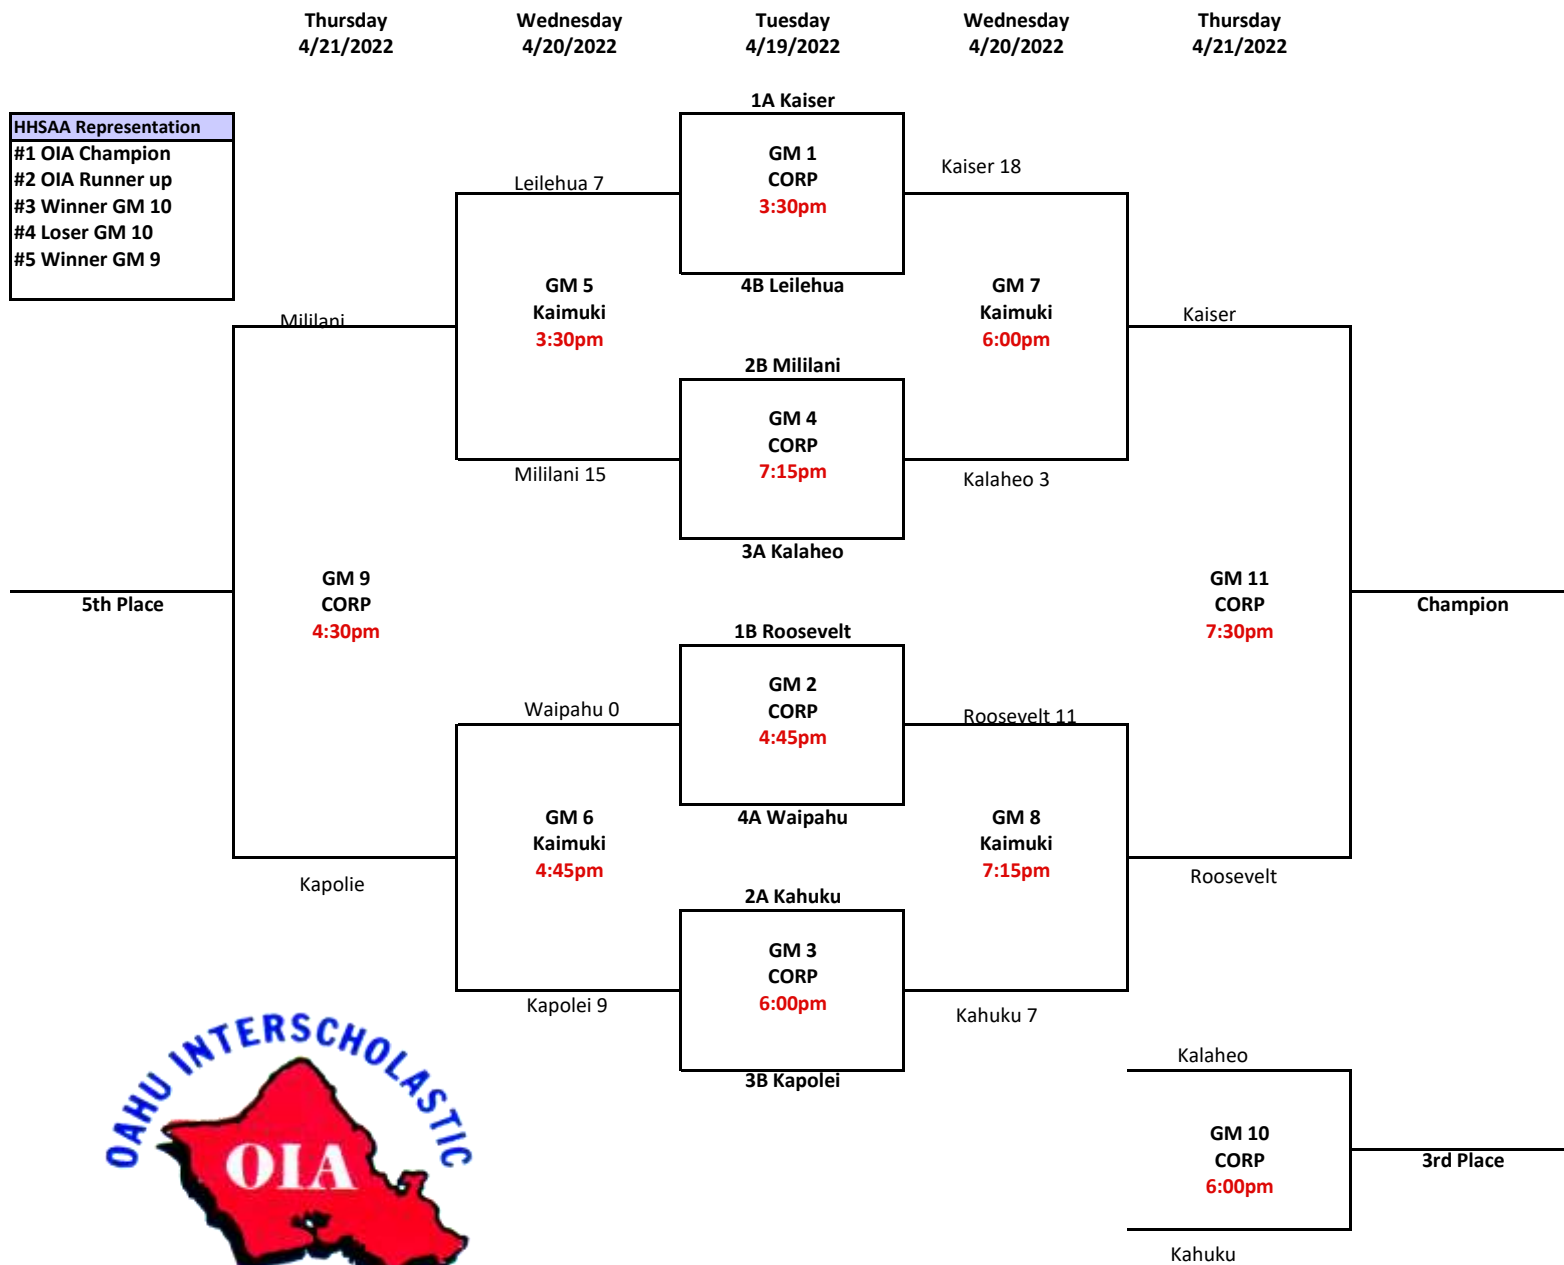 Thursday
4/21/2022
Wednesday
4/20/2022
Tuesday
4/19/2022
Wednesday
4/20/2022
Thursday
4/21/2022
HHSAA Representation
#1 OIA Champion
#2 OIA Runner up
#3 Winner GM 10
#4 Loser GM 10
#5 Winner GM 9
1A Kaiser
GM 1
CORP
3:30pm
4B Leilehua
Leilehua 7
Kaiser 18
GM 5
Kaimuki
3:30pm
GM 7
Kaimuki
6:00pm
Mililani
Kaiser
2B Mililani
GM 4
CORP
7:15pm
3A Kalaheo
Mililani 15
Kalaheo 3
GM 9
CORP
4:30pm
5th Place
GM 11
CORP
7:30pm
Champion
1B Roosevelt
GM 2
CORP
4:45pm
4A Waipahu
Waipahu 0
Roosevelt 11
GM 6
Kaimuki
4:45pm
GM 8
Kaimuki
7:15pm
Kapolie
Roosevelt
2A Kahuku
GM 3
CORP
6:00pm
3B Kapolei
Kapolei 9
Kahuku 7
Kalaheo
GM 10
CORP
6:00pm
3rd Place
Kahuku
OAHU INTERSCHOLASTIC
OIA